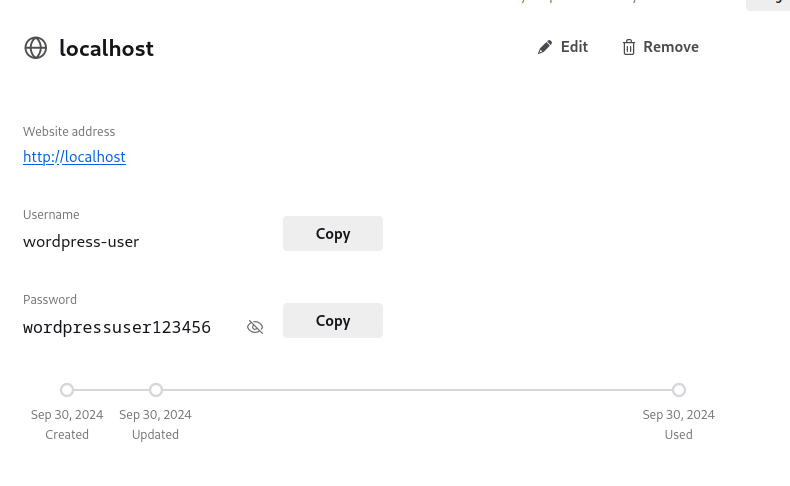 localhost
Edit
Remove
Website address
http://localhost
Username
wordpress-user
Copy
Password
wordpressuser123456
Copy
Sep 30, 2024 Sep 30, 2024 Sep 30, 2024
Created Updated Used